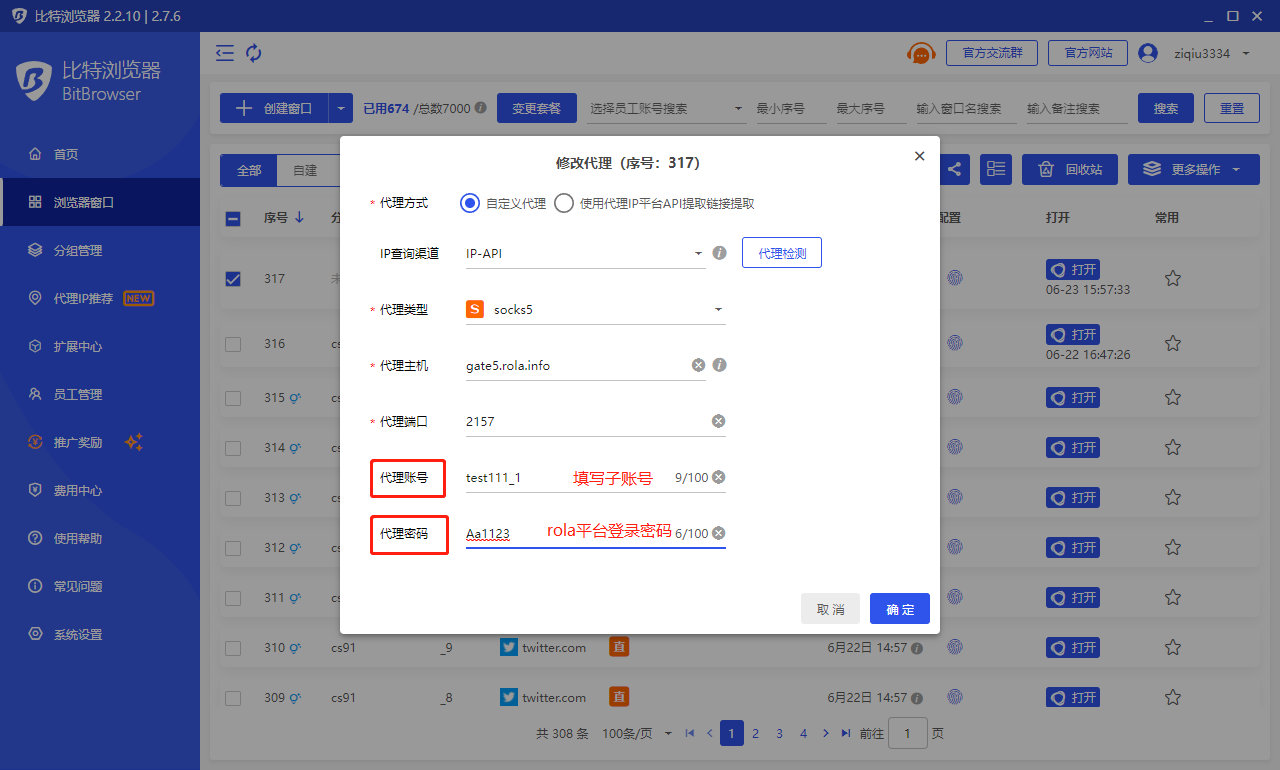 比特浏览器 2.2.10 | 2.7.6
比特浏览器
BitBrowser
首页
浏览器窗口
分组管理
代理IP推荐 NEW
扩展中心
员工管理
推广奖励
费用中心
使用帮助
常见问题
系统设置
官方交流群 官方网站 ziqiu3334
创建窗口 已用674 /总数7000 变更套餐 选择员工账号搜索 最小序号 最大序号 输入窗口名搜索 输入备注搜索 搜索 重置
全部 自建 回收站 更多操作
序号 配置 打开 常用
修改代理（序号：317）
* 代理方式 自定义代理 使用代理IP平台API提取链接提取
IP查询渠道 IP-API 代理检测
* 代理类型 S socks5
* 代理主机 gate5.rola.info
* 代理端口 2157
代理账号 test111_1 填写子账号 9/100
代理密码 Aa1123 rola平台登录密码 6/100
取 消 确 定
317 打开
06-23 15:57:33
316 cs 打开
06-22 16:47:26
315 cs 打开
314 cs 打开
313 cs 打开
312 cs 打开
311 cs 打开
310 cs91 _9 twitter.com 直 6月22日 14:57 打开
309 cs91 _8 twitter.com 直 6月22日 14:57 打开
共 308 条 100条/页 1 2 3 4 前往 1 页